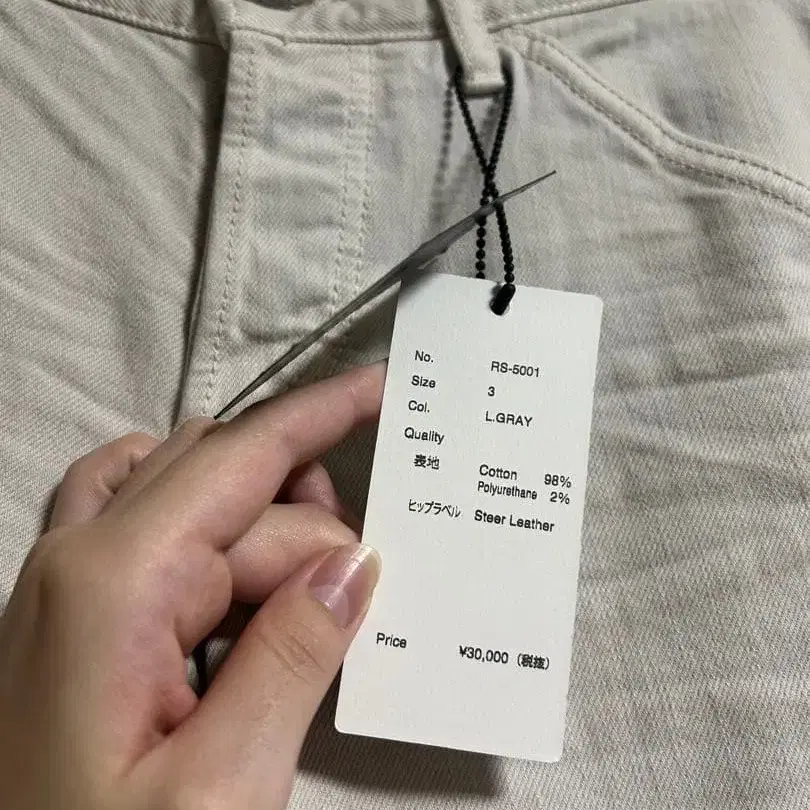 No. RS-5001
Size 3
Col. L.GRAY
Quality
表地 Cotton 98%
Polyurethane 2%
ヒップラベル Steer Leather
Price ¥30,000（税抜）